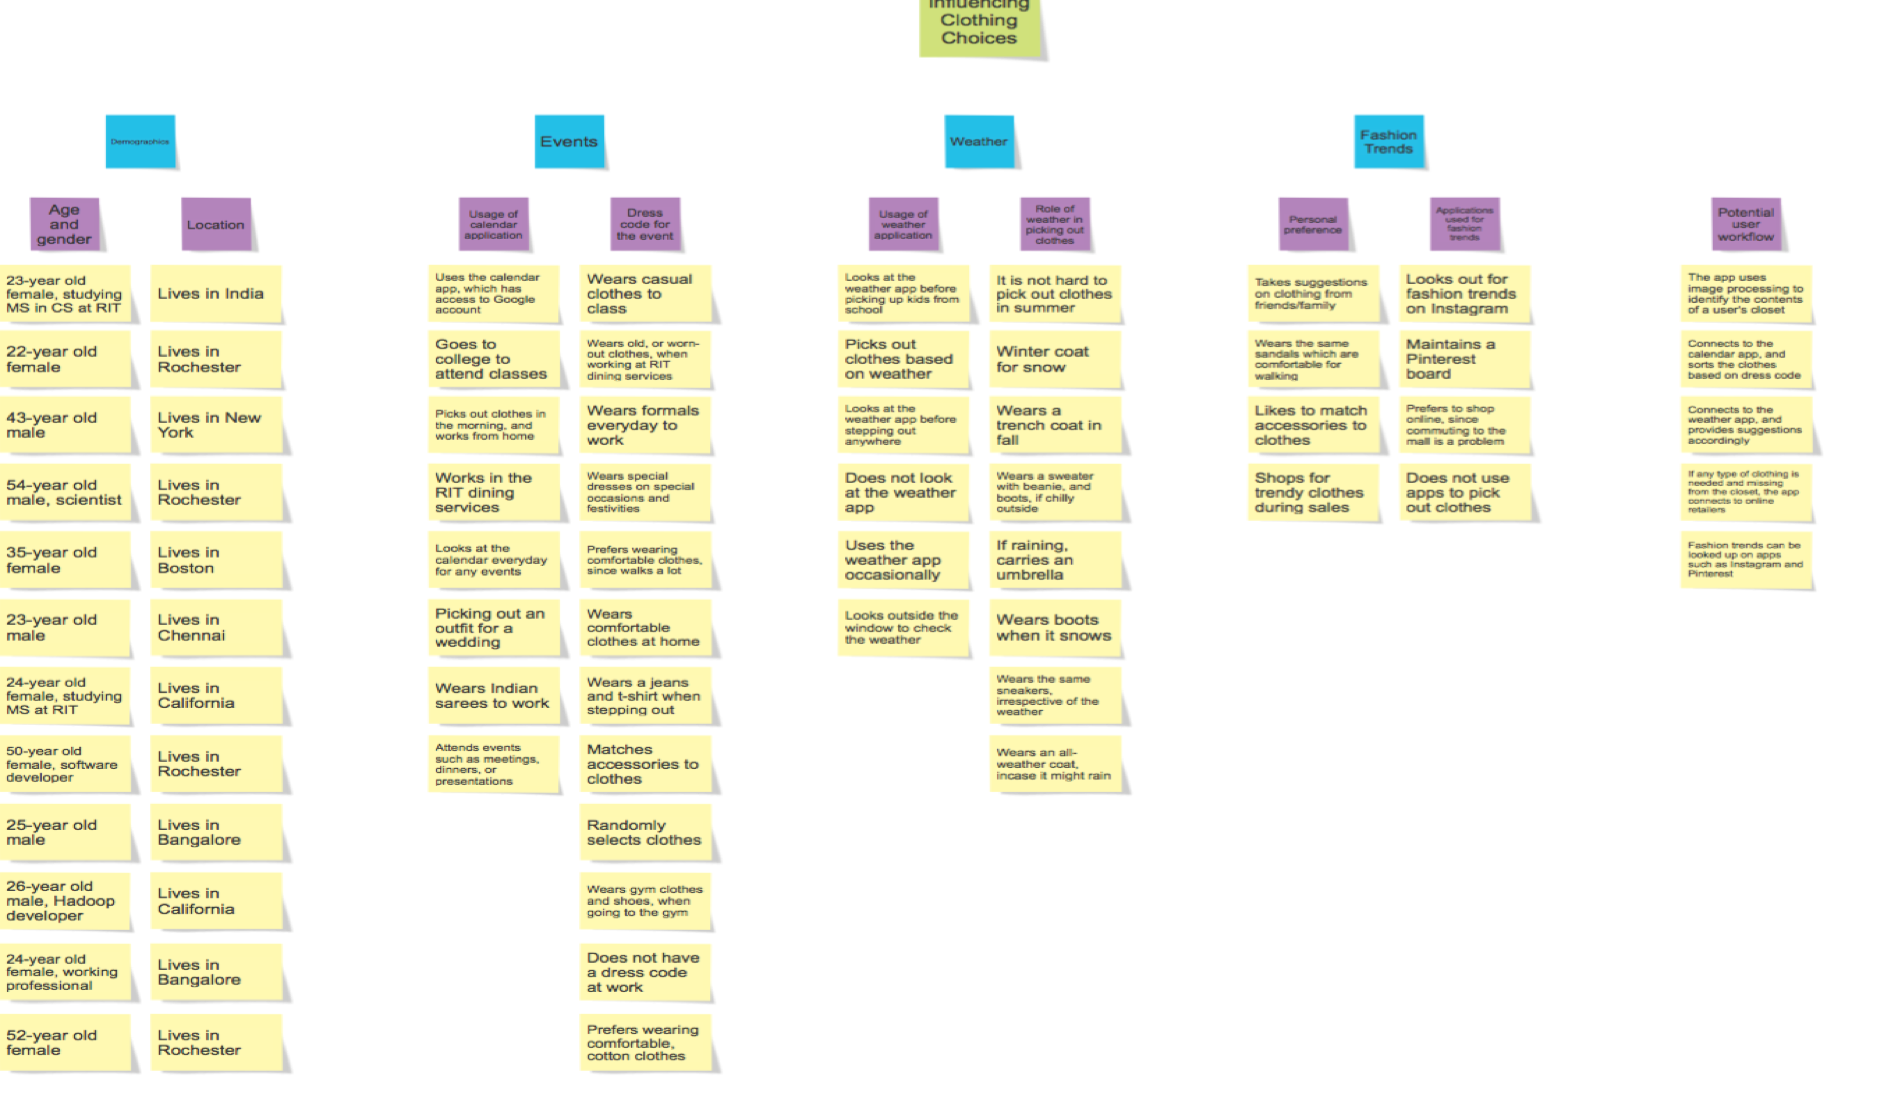 Influencing
Clothing
Choices
Demographics
Events
Weather
Fashion
Trends
Age
and
gender
Location
Usage of
calendar
application
Dress
code for
the event
Usage of
weather
application
Role of
weather in
picking out
clothes
Personal
preference
Applications
used for
fashion
trends
Potential
user
workflow
23-year old
female, studying
MS in CS at RIT
22-year old
female
43-year old
male
54-year old
male, scientist
35-year old
female
23-year old
male
24-year old
female, studying
MS at RIT
50-year old
female, software
developer
25-year old
male
26-year old
male, Hadoop
developer
24-year old
female, working
professional
52-year old
female
Lives in India
Lives in
Rochester
Lives in New
York
Lives in
Rochester
Lives in
Boston
Lives in
Chennai
Lives in
California
Lives in
Rochester
Lives in
Bangalore
Lives in
California
Lives in
Bangalore
Lives in
Rochester
Uses the calendar
app, which has
access to Google
account
Goes to
college to
attend classes
Picks out clothes in
the morning, and
works from home
Works in the
RIT dining
services
Looks at the
calendar everyday
for any events
Picking out an
outfit for a
wedding
Wears Indian
sarees to work
Attends events
such as meetings,
dinners, or
presentations
Wears casual
clothes to
class
Wears old, or worn-
out clothes, when
working at RIT
dining services
Wears formals
everyday to
work
Wears special
dresses on special
occasions and
festivities
Prefers wearing
comfortable clothes,
since walks a lot
Wears
comfortable
clothes at home
Wears a jeans
and t-shirt when
stepping out
Matches
accessories to
clothes
Randomly
selects clothes
Wears gym clothes
and shoes, when
going to the gym
Does not have
a dress code
at work
Prefers wearing
comfortable,
cotton clothes
Looks at the
weather app before
picking up kids from
school
Picks out
clothes based
on weather
Looks at the
weather app before
stepping out
anywhere
Does not look
at the weather
app
Uses the
weather app
occasionally
Looks outside the
window to check
the weather
It is not hard to
pick out clothes
in summer
Winter coat
for snow
Wears a
trench coat in
fall
Wears a sweater
with beanie, and
boots, if chilly
outside
If raining,
carries an
umbrella
Wears boots
when it snows
Wears the same
sneakers,
irrespective of the
weather
Wears an all-
weather coat,
incase it might rain
Takes suggestions
on clothing from
friends/family
Wears the same
sandals which are
comfortable for
walking
Likes to match
accessories to
clothes
Shops for
trendy clothes
during sales
Looks out for
fashion trends
on Instagram
Maintains a
Pinterest
board
Prefers to shop
online, since
commuting to the
mall is a problem
Does not use
apps to pick
out clothes
The app uses
image processing to
identify the contents
of a user's closet
Connects to the
calendar app, and
sorts the clothes
based on dress code
Connects to the
weather app, and
provides suggestions
accordingly
If any type of clothing is
needed and missing
from the closet, the app
connects to online
retailers
Fashion trends can be
looked up on apps
such as Instagram and
Pinterest